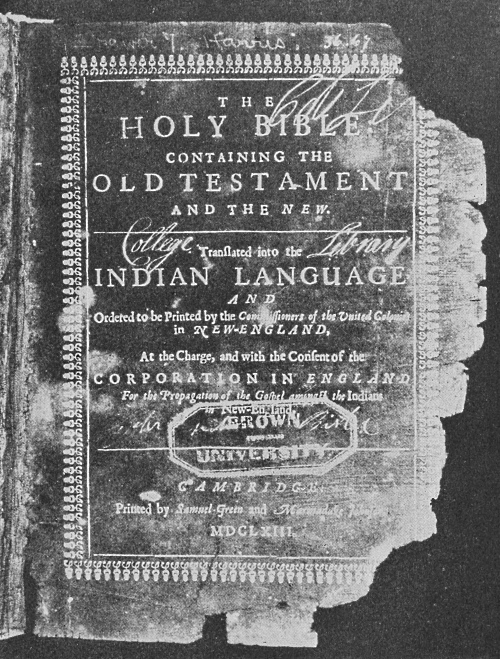 Harris: 36.67
THE
HOLY BIBLE:
CONTAINING THE
OLD TESTAMENT
AND THE NEW.
College Library
Tranſlated into the
INDIAN LANGUAGE
AND
Ordered to be Printed by the Commiſſioners of the United Colonies
in NEW-ENGLAND,
At the Charge, and with the Conſent of the
CORPORATION IN ENGLAND
For the Propagation of the Goſpel amongſt the Indians
in New-England.
BROWN
UNIVERSITY
CAMBRIDGE:
Printed by Samuel Green and Marmaduke Johnſon.
MDCLXIII.